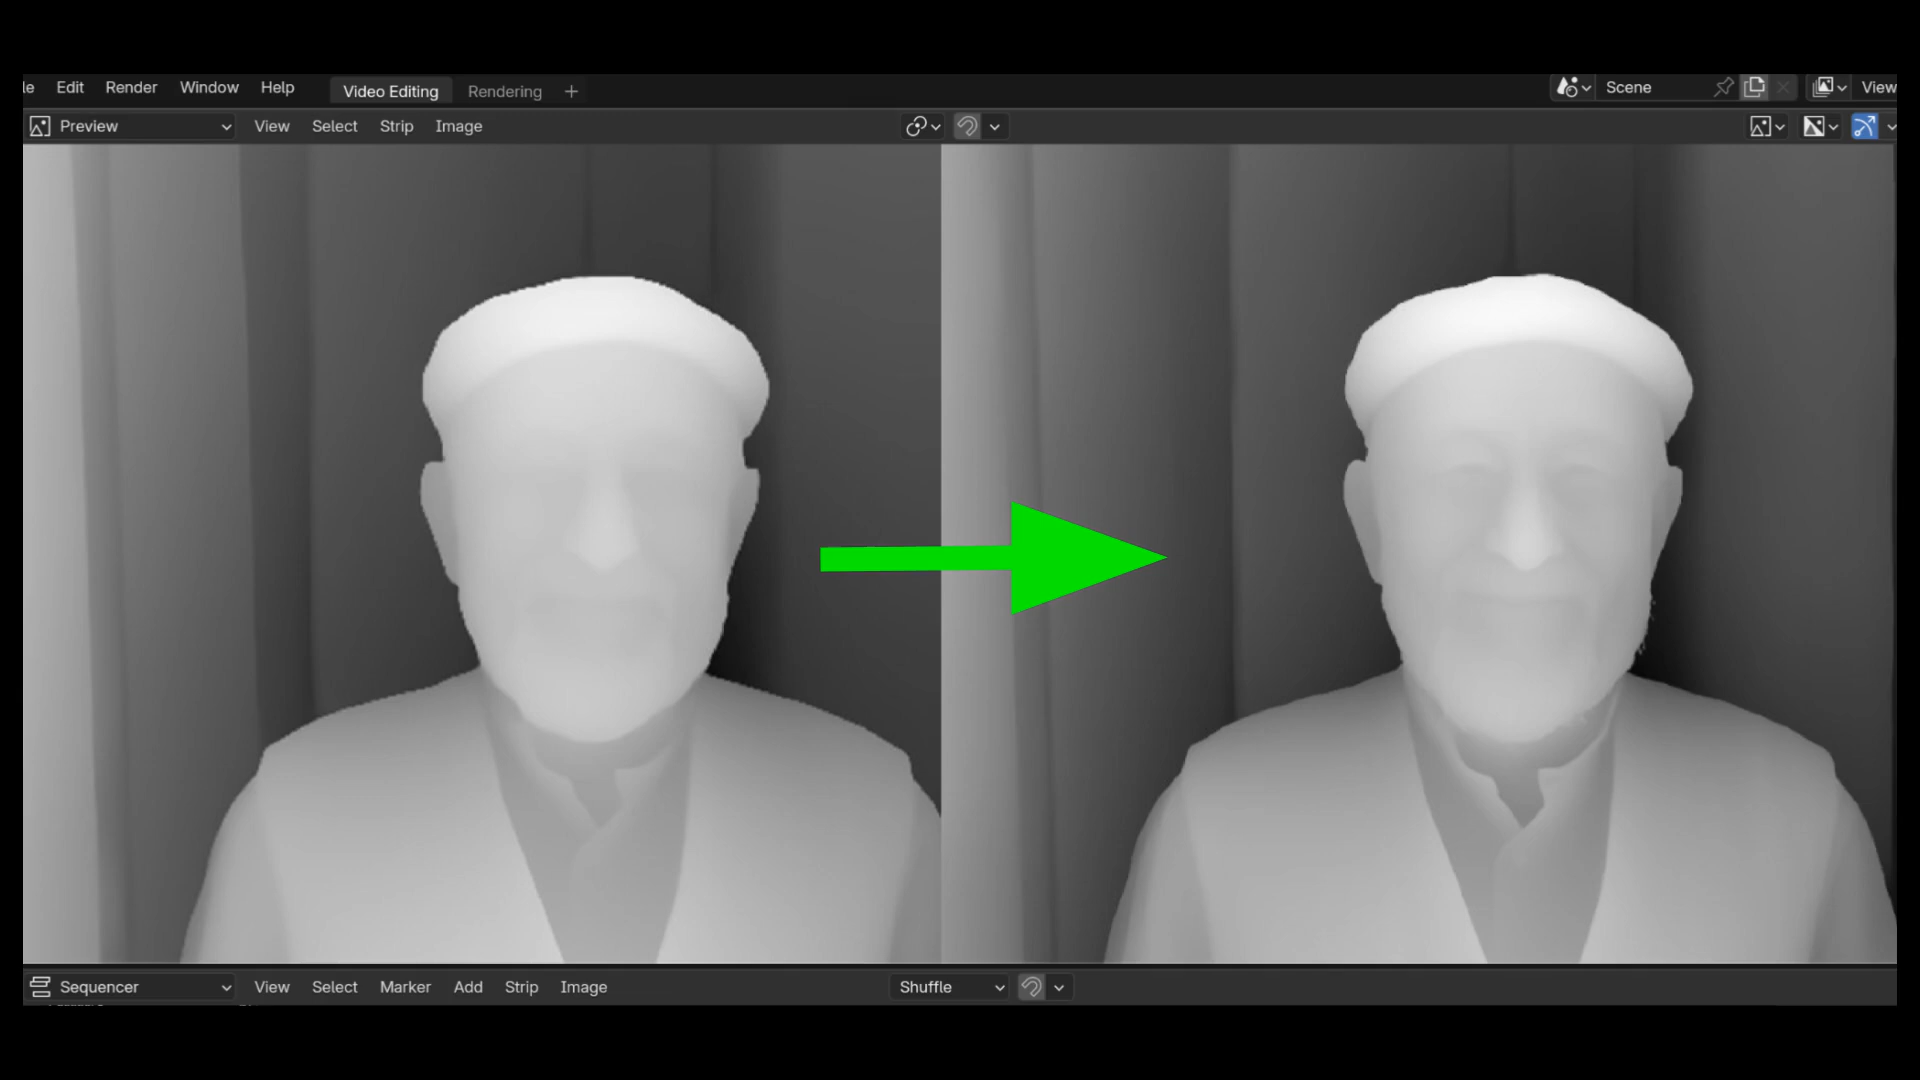 le Edit Render Window Help Video Editing Rendering + Scene View
Preview View Select Strip Image
Sequencer View Select Marker Add Strip Image Shuffle